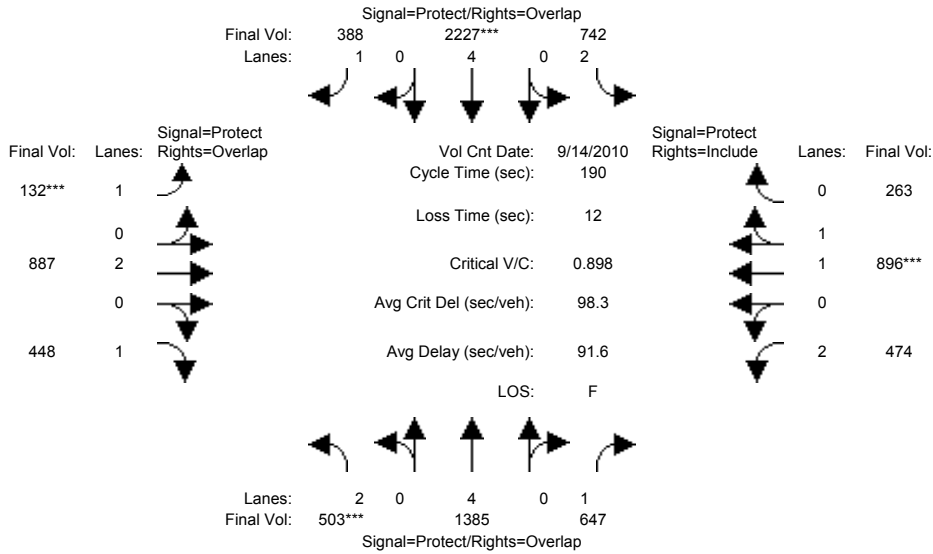 Signal=Protect/Rights=Overlap
Final Vol: 388 2227*** 742
Lanes: 1 0 4 0 2
Signal=Protect
Final Vol: Lanes: Rights=Overlap
Vol Cnt Date: 9/14/2010
Signal=Protect
Rights=Include Lanes: Final Vol:
Cycle Time (sec): 190
132*** 1
0 263
Loss Time (sec): 12
0
1
887 2
Critical V/C: 0.898
1 896***
0
Avg Crit Del (sec/veh): 98.3
0
448 1
Avg Delay (sec/veh): 91.6
2 474
LOS: F
Lanes: 2 0 4 0 1
Final Vol: 503*** 1385 647
Signal=Protect/Rights=Overlap